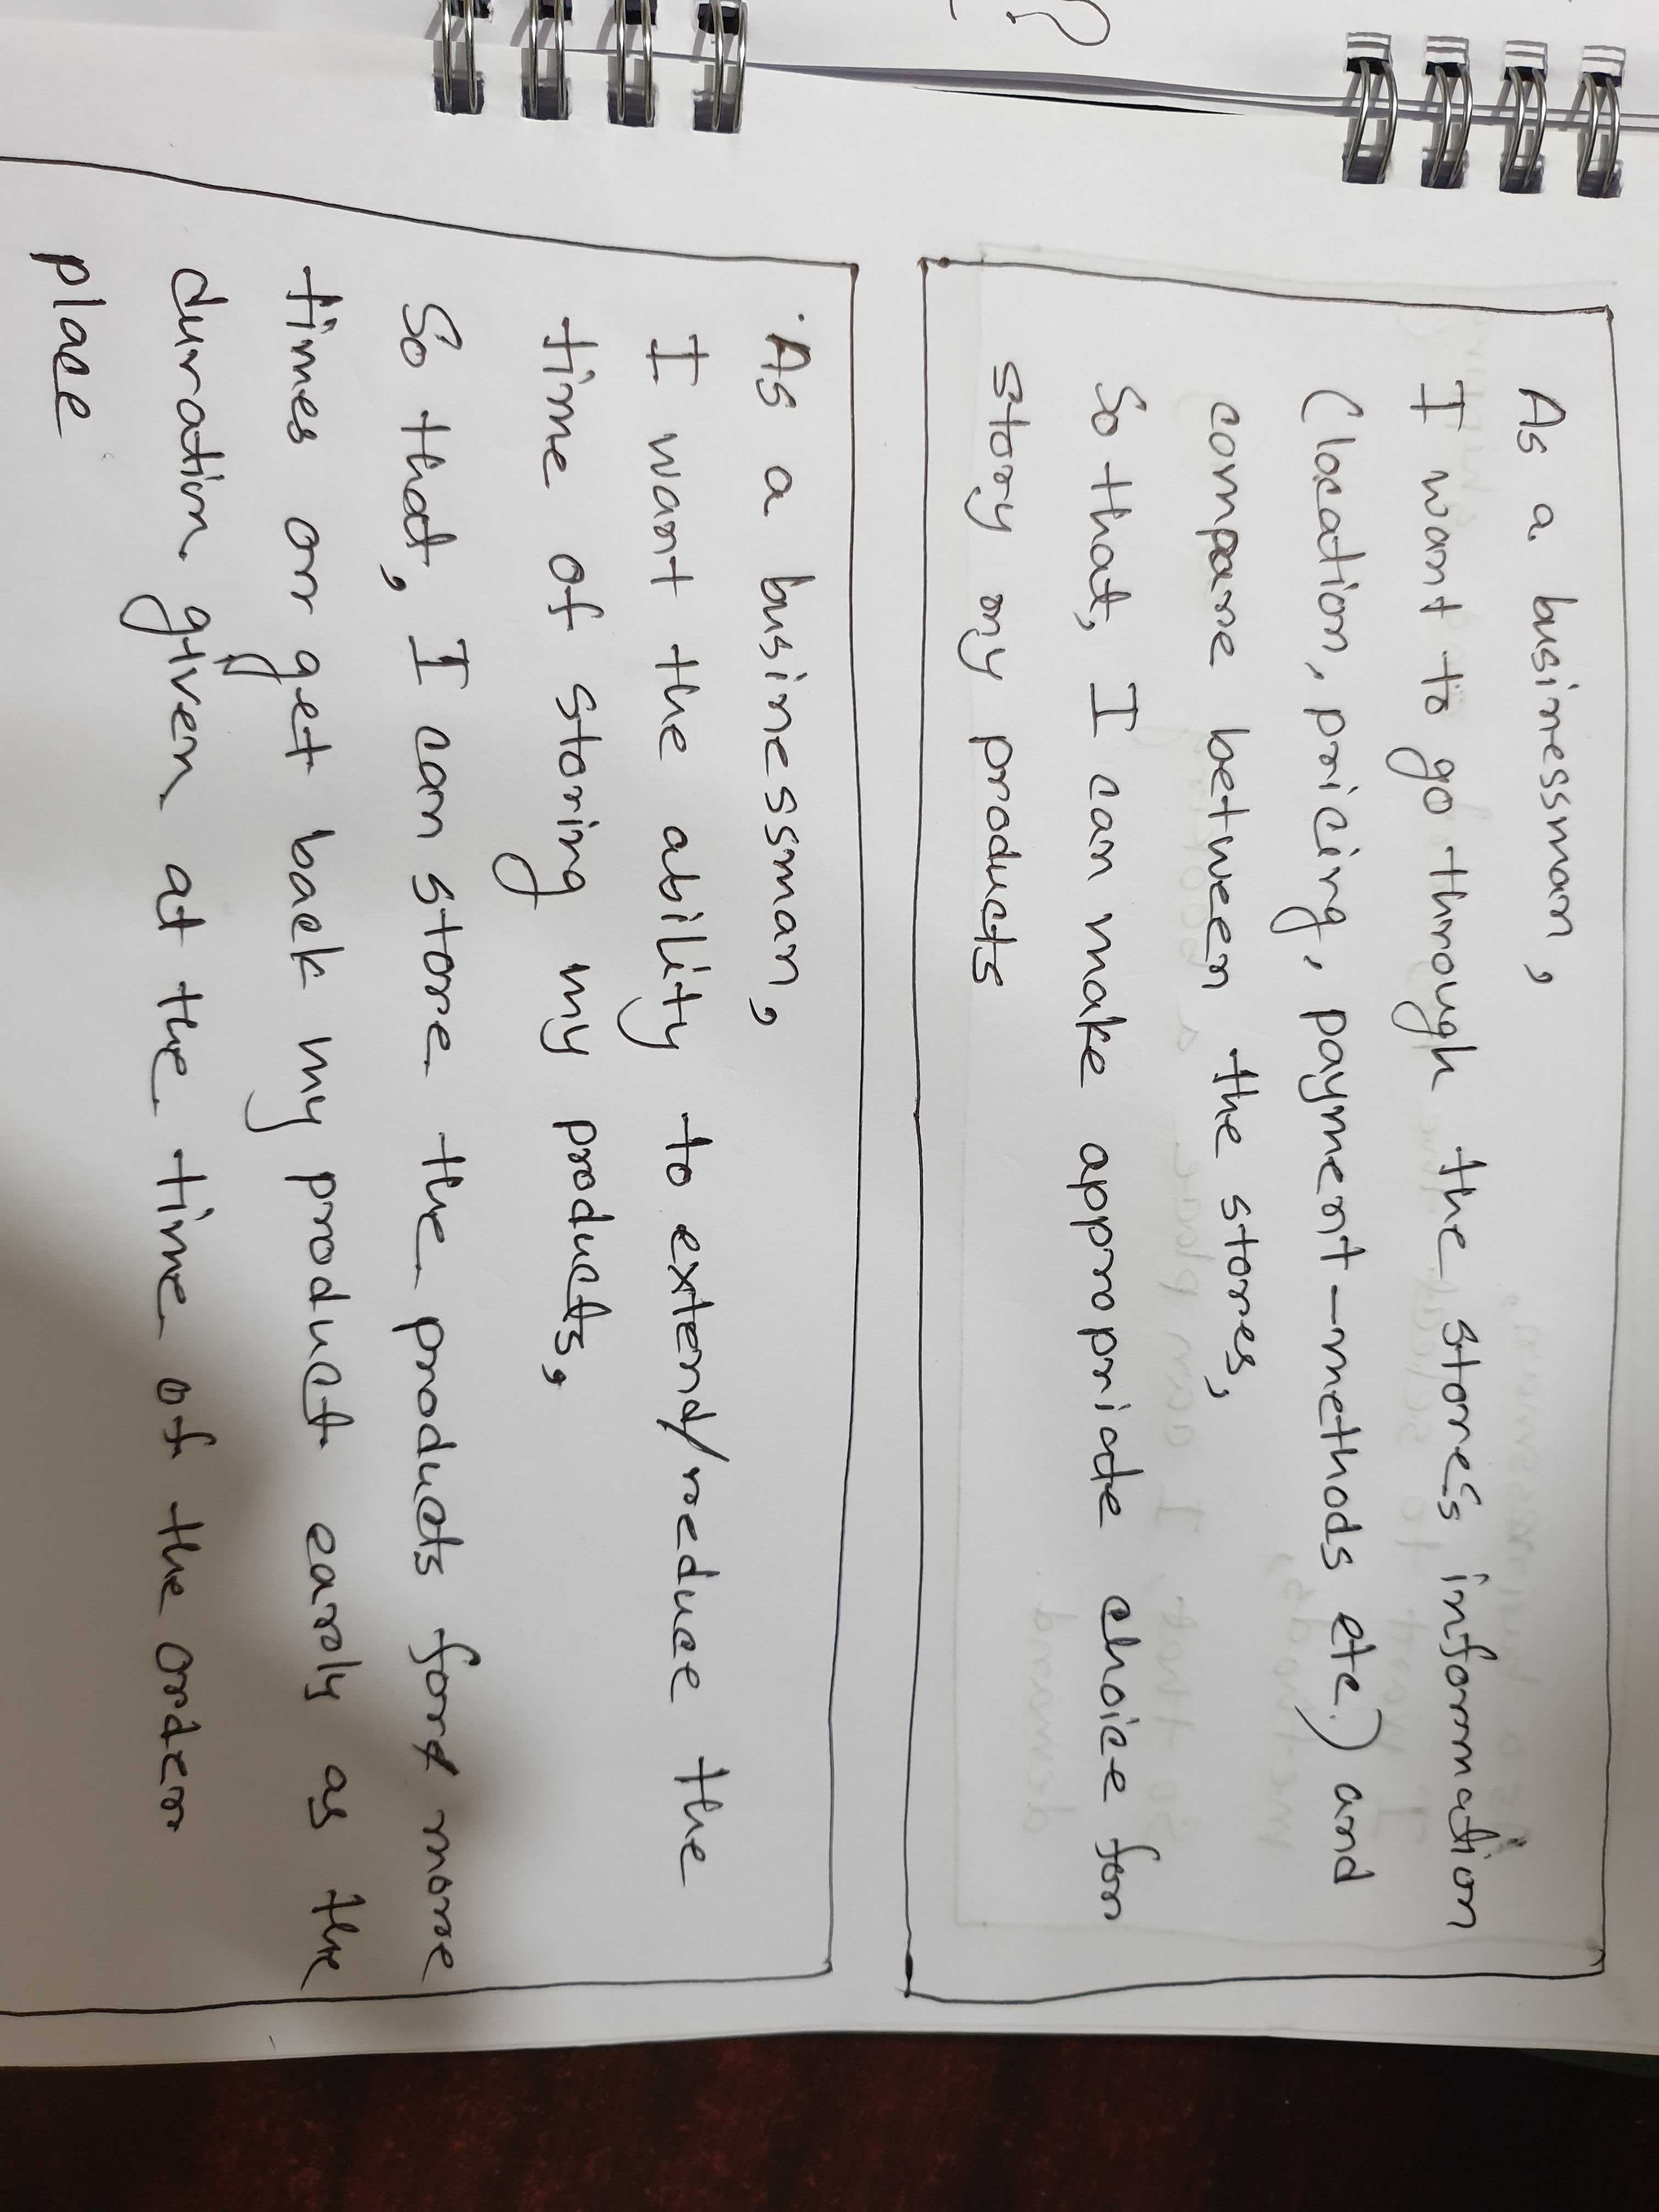 ?
As a businessman,
I want to go through the store's information
(location, pricing, payment-methods etc.) and
compare between the stores,
So that, I can make appropriate choice for
story my products
As a businessman,
I want the ability to extend/reduce the
time of storing my products,
So that, I can store the products for more
times or get back my product early as the
duration given at the time of the order
place